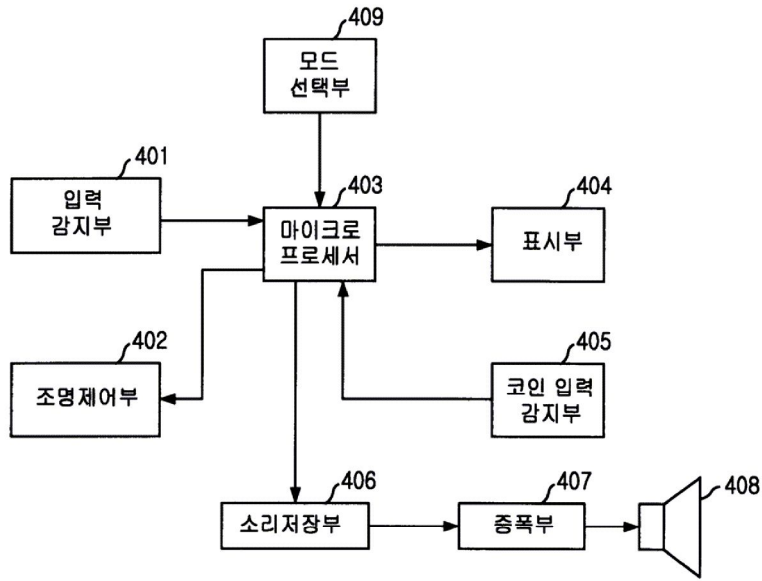 409
모드
선택부
401
입력
감지부
403
마이크로
프로세서
404
표시부
402
조명제어부
405
코인 입력
감지부
406
소리저장부
407
증폭부
408